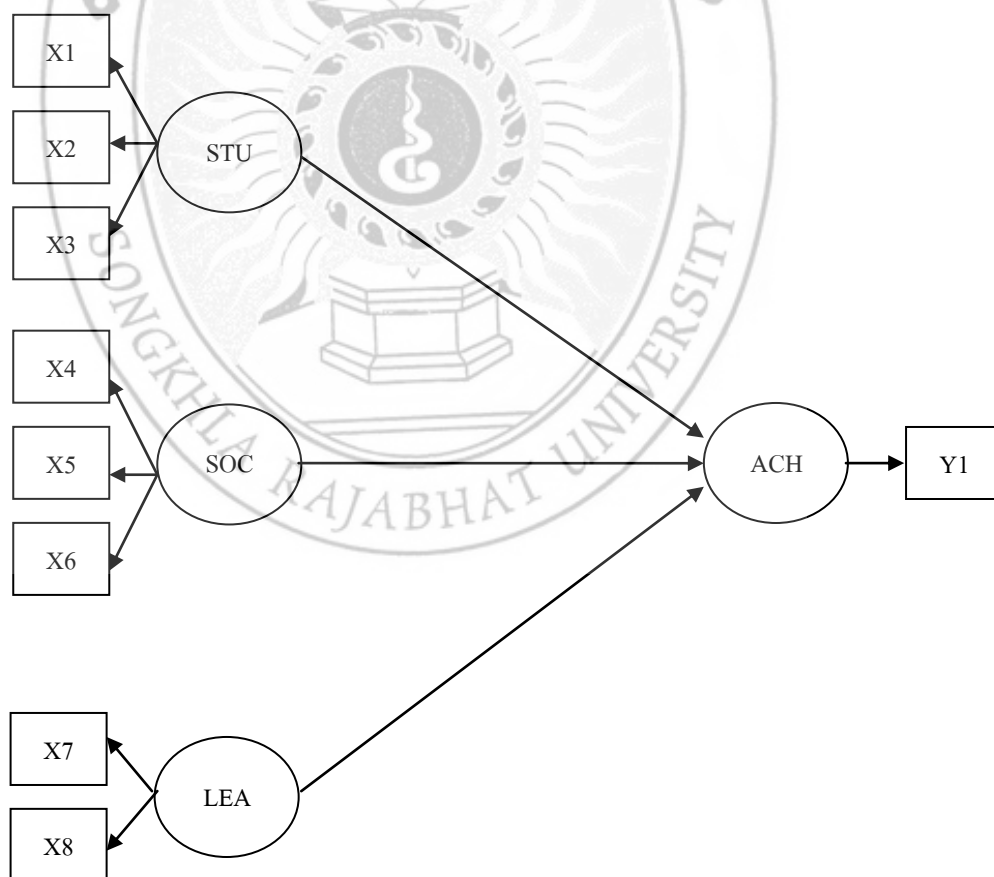 X1
X2
X3
STU
X4
X5
X6
SOC
ACH
Y1
X7
X8
LEA
SONGKHLA RAJABHAT UNIVERSITY